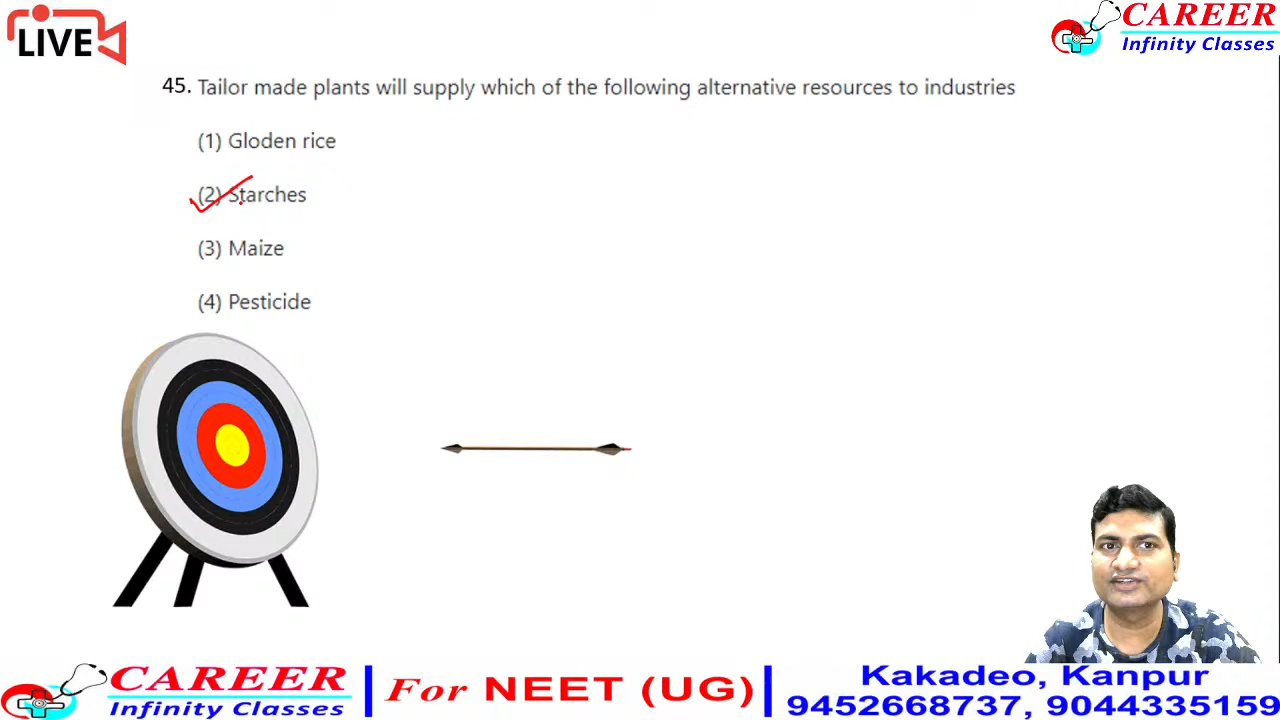 LIVE
CAREER
Infinity Classes
45. Tailor made plants will supply which of the following alternative resources to industries
(1) Gloden rice
(2) Starches
(3) Maize
(4) Pesticide
CAREER
Infinity Classes
For NEET (UG)
Kakadeo, Kanpur
9452668737, 9044335159